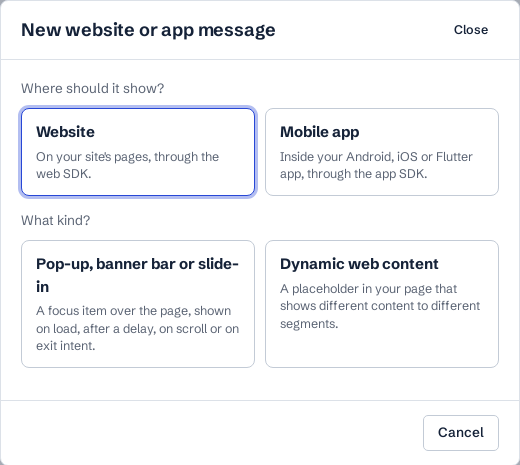 New website or app message
Close
Where should it show?
Website
On your site's pages, through the
web SDK.
Mobile app
Inside your Android, iOS or Flutter
app, through the app SDK.
What kind?
Pop-up, banner bar or slide-
in
A focus item over the page, shown
on load, after a delay, on scroll or on
exit intent.
Dynamic web content
A placeholder in your page that
shows different content to different
segments.
Cancel